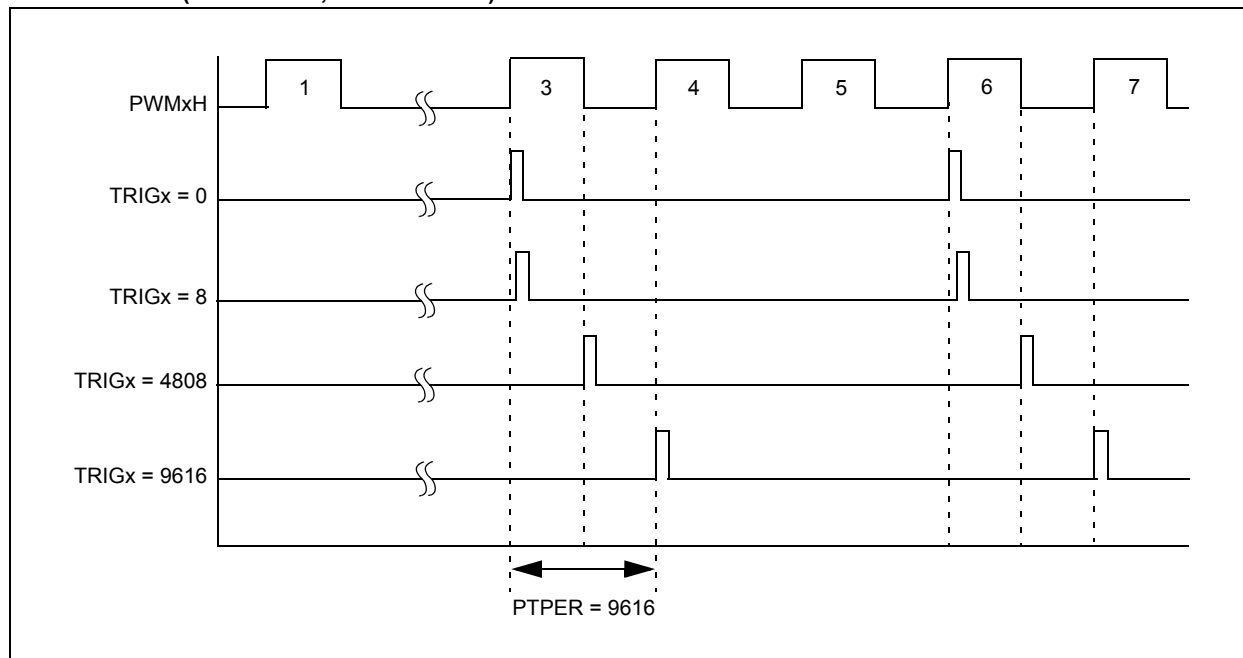 1
3
4
5
6
7
PWMxH
TRIGx = 0
TRIGx = 8
TRIGx = 4808
TRIGx = 9616
PTPER = 9616